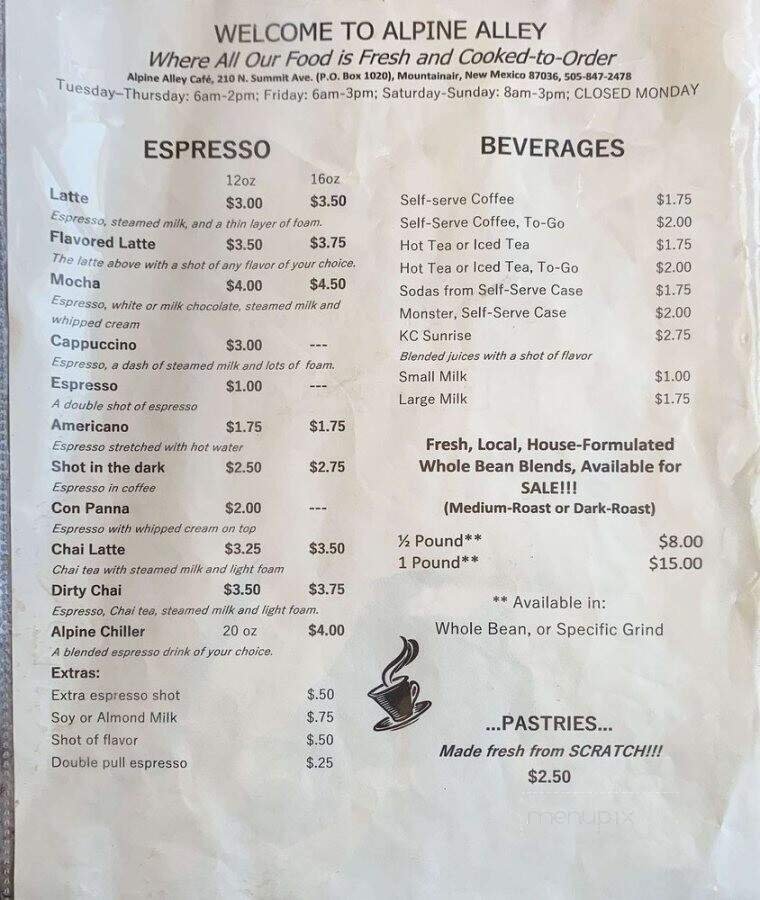 WELCOME TO ALPINE ALLEY
Where All Our Food is Fresh and Cooked-to-Order
Alpine Alley Café, 210 N. Summit Ave. (P.O. Box 1020), Mountainair, New Mexico 87036, 505-847-2478
Tuesday–Thursday: 6am-2pm; Friday: 6am-3pm; Saturday-Sunday: 8am-3pm; CLOSED MONDAY
ESPRESSO
12oz 16oz
Latte $3.00 $3.50
Espresso, steamed milk, and a thin layer of foam.
Flavored Latte $3.50 $3.75
The latte above with a shot of any flavor of your choice.
Mocha $4.00 $4.50
Espresso, white or milk chocolate, steamed milk and
whipped cream
Cappuccino $3.00 ---
Espresso, a dash of steamed milk and lots of foam.
Espresso $1.00 ---
A double shot of espresso
Americano $1.75 $1.75
Espresso stretched with hot water
Shot in the dark $2.50 $2.75
Espresso in coffee
Con Panna $2.00 ---
Espresso with whipped cream on top
Chai Latte $3.25 $3.50
Chai tea with steamed milk and light foam
Dirty Chai $3.50 $3.75
Espresso, Chai tea, steamed milk and light foam.
Alpine Chiller 20 oz $4.00
A blended espresso drink of your choice.
Extras:
Extra espresso shot $.50
Soy or Almond Milk $.75
Shot of flavor $.50
Double pull espresso $.25
BEVERAGES
Self-serve Coffee $1.75
Self-Serve Coffee, To-Go $2.00
Hot Tea or Iced Tea $1.75
Hot Tea or Iced Tea, To-Go $2.00
Sodas from Self-Serve Case $1.75
Monster, Self-Serve Case $2.00
KC Sunrise $2.75
Blended juices with a shot of flavor
Small Milk $1.00
Large Milk $1.75
Fresh, Local, House-Formulated
Whole Bean Blends, Available for
SALE!!!
(Medium-Roast or Dark-Roast)
½ Pound** $8.00
1 Pound** $15.00
** Available in:
Whole Bean, or Specific Grind
...PASTRIES...
Made fresh from SCRATCH!!!
$2.50
menupix